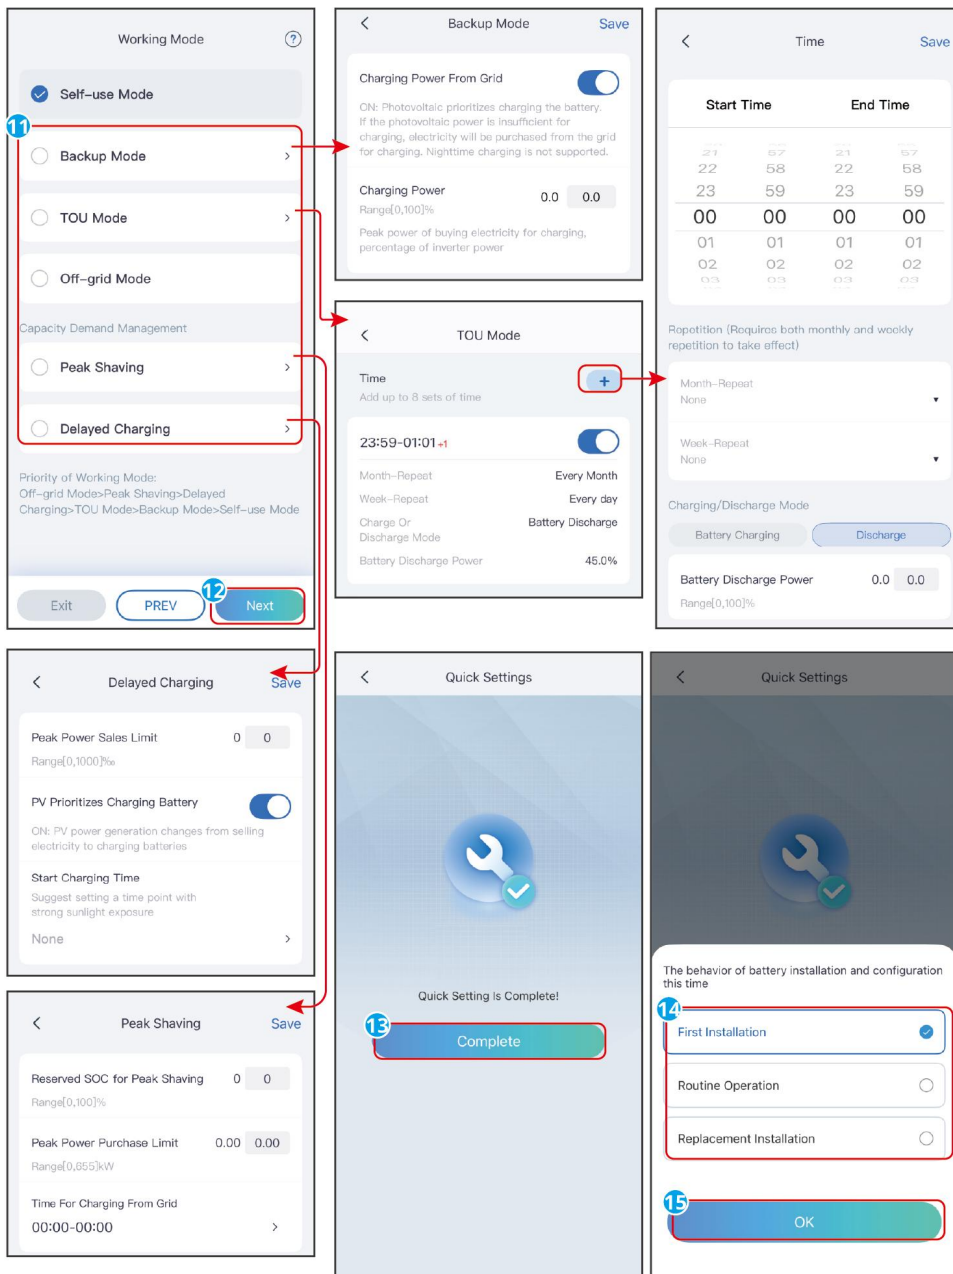 Working Mode
?
Self-use Mode
11
Backup Mode
TOU Mode
Off-grid Mode
Capacity Demand Management
Peak Shaving
Delayed Charging
Priority of Working Mode:
Off-grid Mode>Peak Shaving>Delayed
Charging>TOU Mode>Backup Mode>Self-use Mode
12
Exit
PREV
Next
Backup Mode
Save
Charging Power From Grid
ON: Photovoltaic prioritizes charging the battery.
If the photovoltaic power is insufficient for
charging, electricity will be purchased from the grid
for charging. Nighttime charging is not supported.
Charging Power
0.0 0.0
Range[0,100]%
Peak power of buying electricity for charging,
percentage of inverter power
TOU Mode
Time
+
Add up to 8 sets of time
23:59-01:01 +1
Month-Repeat Every Month
Week-Repeat Every day
Charge Or Battery Discharge
Discharge Mode
Battery Discharge Power 45.0%
Time
Save
Start Time End Time
21 57 21 57
22 58 22 58
23 59 23 59
00 00 00 00
01 01 01 01
02 02 02 02
03 03 03 03
Repetition (Requires both monthly and weekly
repetition to take effect)
Month-Repeat
None
Week-Repeat
None
Charging/Discharge Mode
Battery Charging Discharge
Battery Discharge Power 0.0 0.0
Range[0,100]%
Delayed Charging
Save
Peak Power Sales Limit 0 0
Range[0,1000]‰
PV Prioritizes Charging Battery
ON: PV power generation changes from selling
electricity to charging batteries
Start Charging Time
Suggest setting a time point with
strong sunlight exposure
None
Peak Shaving
Save
Reserved SOC for Peak Shaving 0 0
Range[0,100]%
Peak Power Purchase Limit 0.00 0.00
Range[0,655]kW
Time For Charging From Grid
00:00-00:00
Quick Settings
Quick Setting Is Complete!
13
Complete
Quick Settings
The behavior of battery installation and configuration
this time
14
First Installation
Routine Operation
Replacement Installation
15
OK